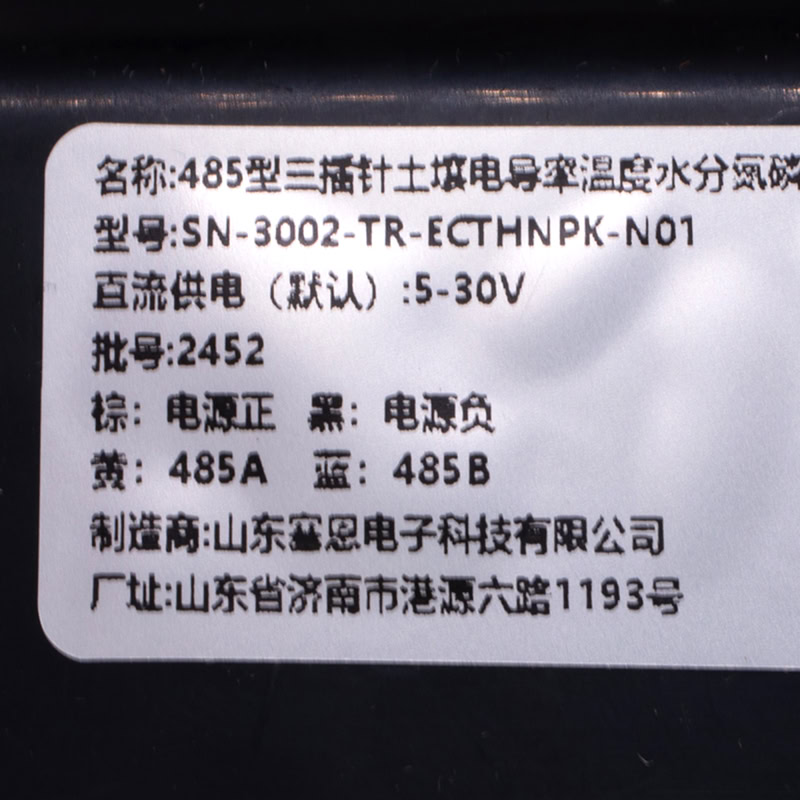 名称:485型三插针土壤电导率温度水分氮磷
型号:SN-3002-TR-ECTHNPK-N01
直流供电（默认）:5-30V
批号:2452
棕：电源正 黑：电源负
黄：485A 蓝：485B
制造商:山东塞恩电子科技有限公司
厂址:山东省济南市港源六路1193号